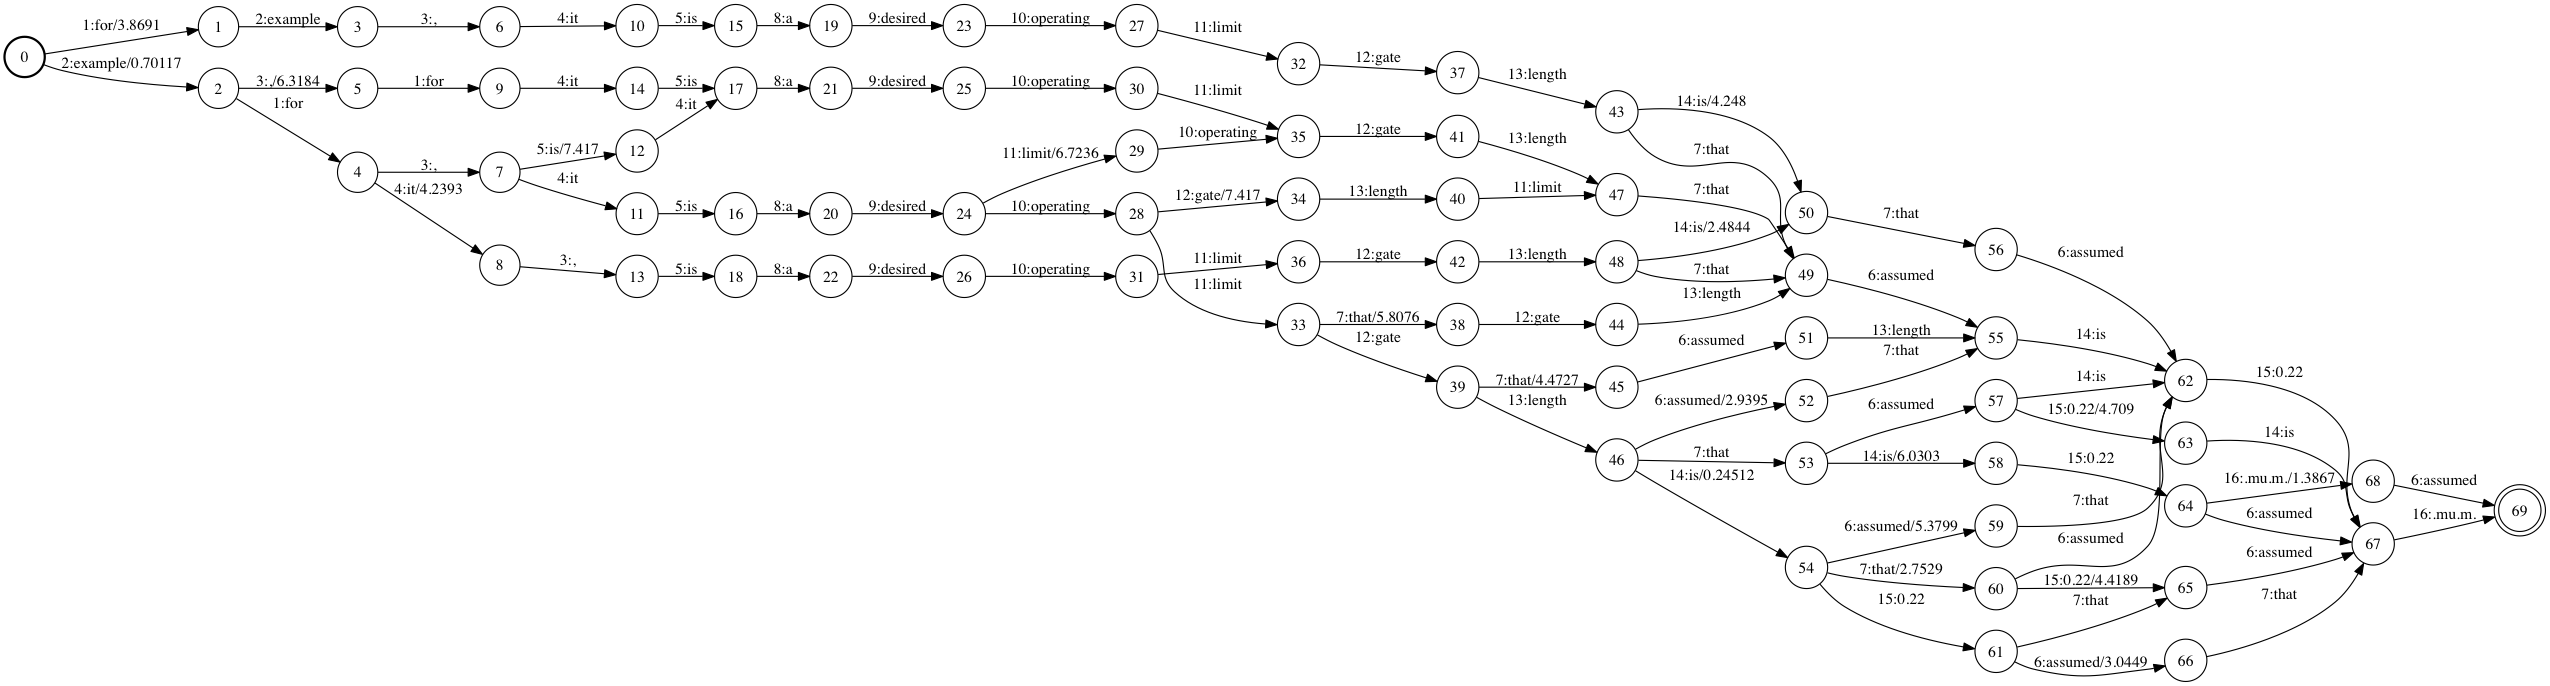 1:for/3.8691
2:example
3:,
4:it
5:is
8:a
9:desired
10:operating
11:limit
12:gate
13:length
14:is/4.248
7:that
7:that
6:assumed
2:example/0.70117
3:,/6.3184
1:for
4:it
5:is
8:a
9:desired
10:operating
11:limit
12:gate
13:length
7:that
1:for
3:,
5:is/7.417
4:it
4:it
5:is
8:a
9:desired
11:limit/6.7236
10:operating
10:operating
12:gate/7.417
13:length
11:limit
4:it/4.2393
3:,
5:is
8:a
9:desired
10:operating
11:limit
12:gate
13:length
14:is/2.4844
7:that
6:assumed
14:is
11:limit
7:that/5.8076
12:gate
13:length
12:gate
7:that/4.4727
6:assumed
13:length
13:length
6:assumed/2.9395
7:that
7:that
6:assumed
14:is
15:0.22/4.709
15:0.22
14:is
14:is/6.0303
15:0.22
16:.mu.m./1.3867
6:assumed
6:assumed
14:is/0.24512
6:assumed/5.3799
7:that
7:that/2.7529
6:assumed
15:0.22/4.4189
6:assumed
16:.mu.m.
15:0.22
7:that
6:assumed/3.0449
7:that
0
1
3
6
10
15
19
23
27
32
37
43
50
56
62
2
5
9
14
17
21
25
30
35
41
47
49
55
4
7
12
11
16
20
24
29
28
34
40
8
13
18
22
26
31
36
42
48
33
38
44
39
45
51
46
52
53
57
63
58
64
68
69
54
59
60
65
67
61
66